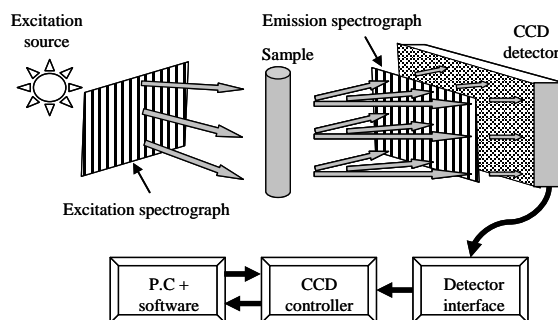 Excitation
source
Emission spectrograph
Sample
CCD
detector
Excitation spectrograph
P.C +
software
CCD
controller
Detector
interface